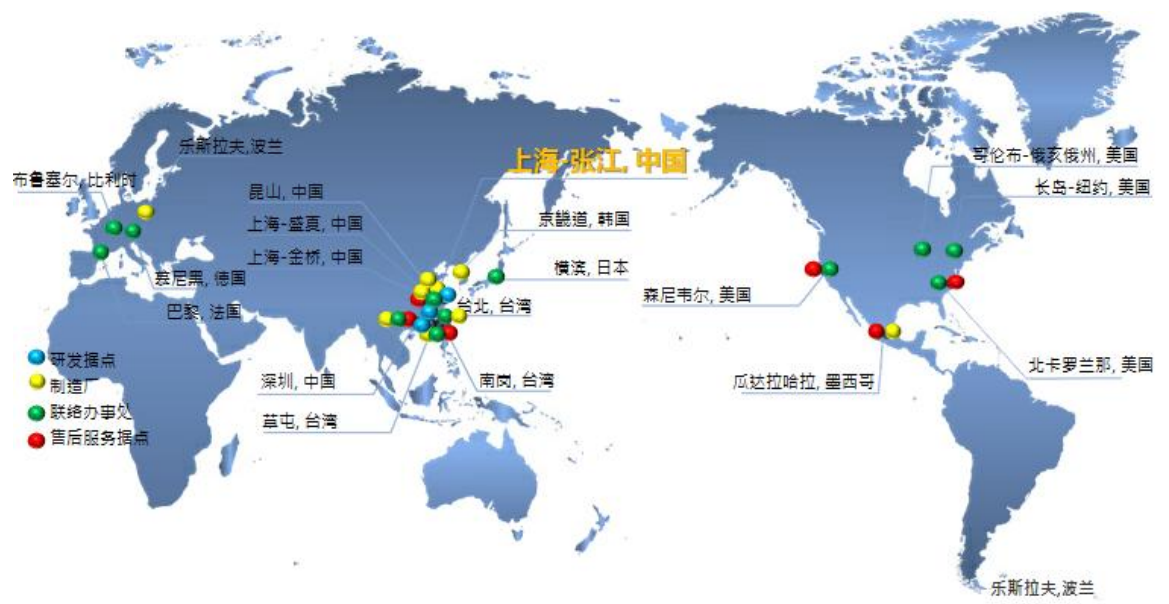 乐斯拉夫,波兰
布鲁塞尔,比利时
昆山, 中国
上海-盛夏, 中国
上海-金桥, 中国
慕尼黑, 德国
巴黎, 法国
上海-张江, 中国
京畿道, 韩国
横滨, 日本
台北, 台湾
深圳, 中国
南岗, 台湾
草屯, 台湾
研发据点
制造厂
联络办事处
售后服务据点
哥伦布-俄亥俄州, 美国
长岛-纽约, 美国
森尼韦尔, 美国
瓜达拉哈拉, 墨西哥
北卡罗兰那, 美国
乐斯拉夫,波兰